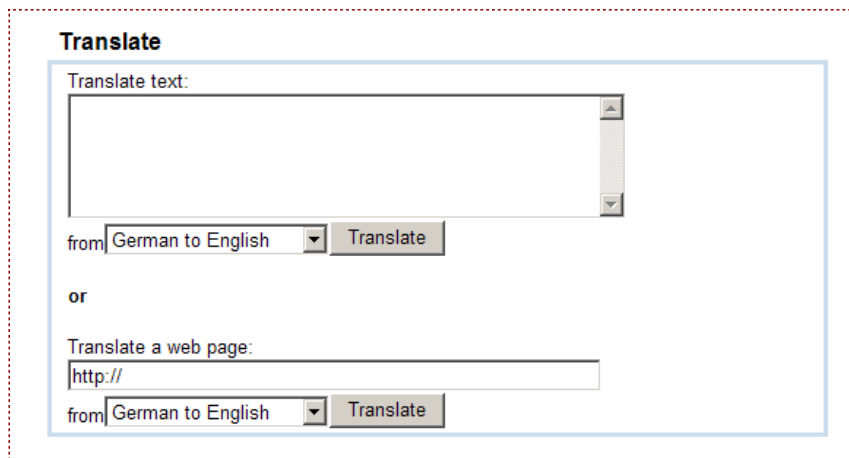 Translate
Translate text:
from German to English Translate
or
Translate a web page:
http://
from German to English Translate